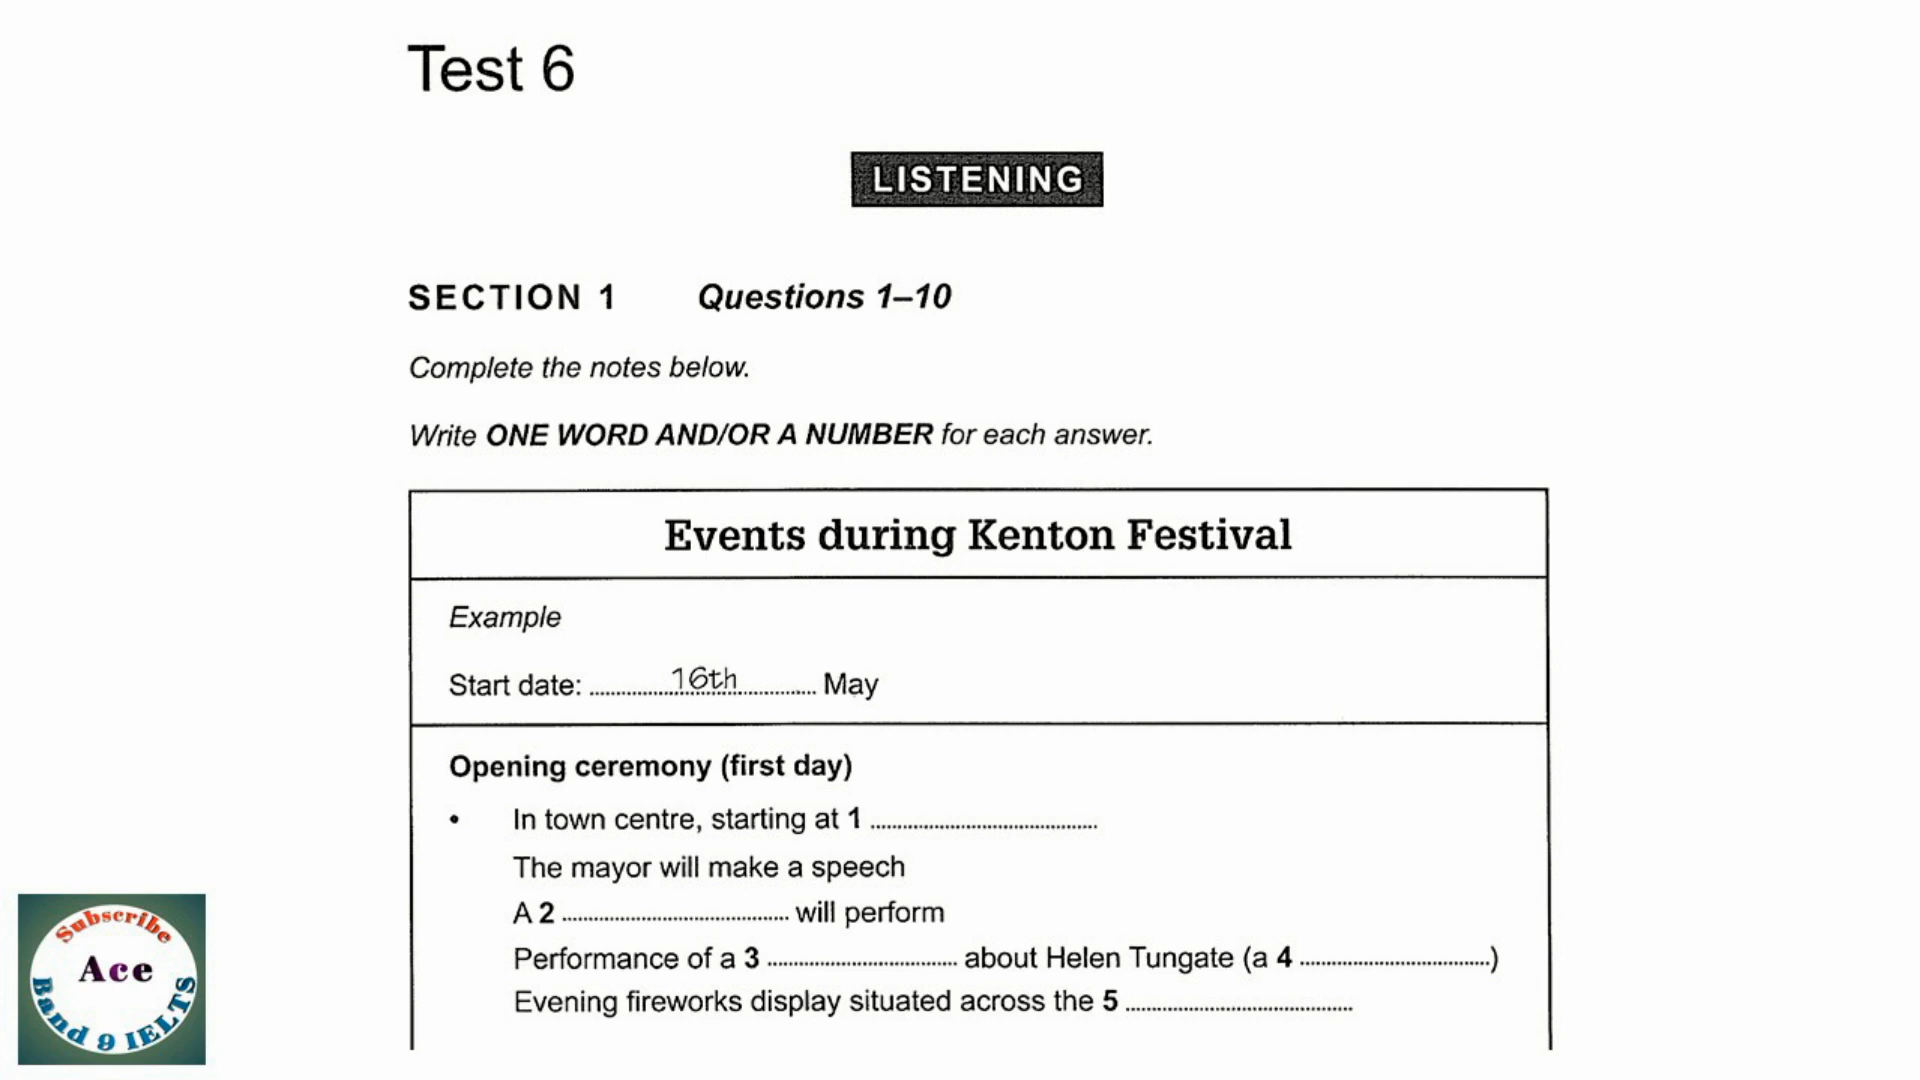 Test 6
LISTENING
SECTION 1 Questions 1–10
Complete the notes below.
Write ONE WORD AND/OR A NUMBER for each answer.
Events during Kenton Festival
Example
Start date: ........16th........ May
Opening ceremony (first day)
• In town centre, starting at 1 ........................
The mayor will make a speech
A 2 ........................ will perform
Performance of a 3 ........................ about Helen Tungate (a 4 ........................)
Evening fireworks display situated across the 5 ........................
Subscribe
Ace
Band 9 IELTS